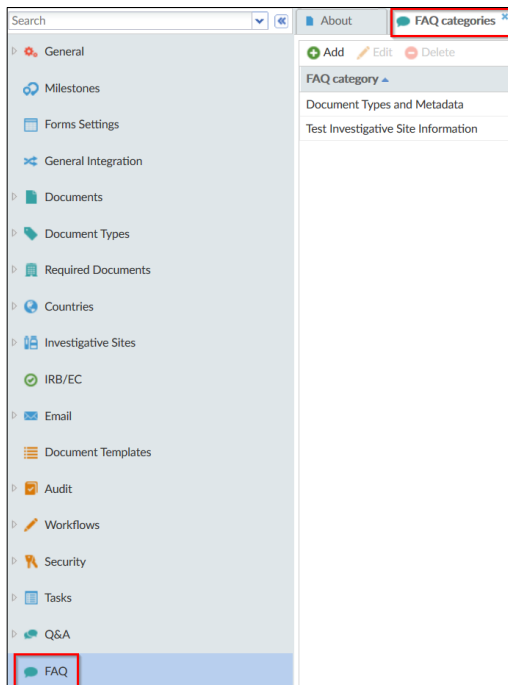 Search
General
Milestones
Forms Settings
General Integration
Documents
Document Types
Required Documents
Countries
Investigative Sites
IRB/EC
Email
Document Templates
Audit
Workflows
Security
Tasks
Q&A
FAQ
About
FAQ categories
Add Edit Delete
FAQ category
Document Types and Metadata
Test Investigative Site Information